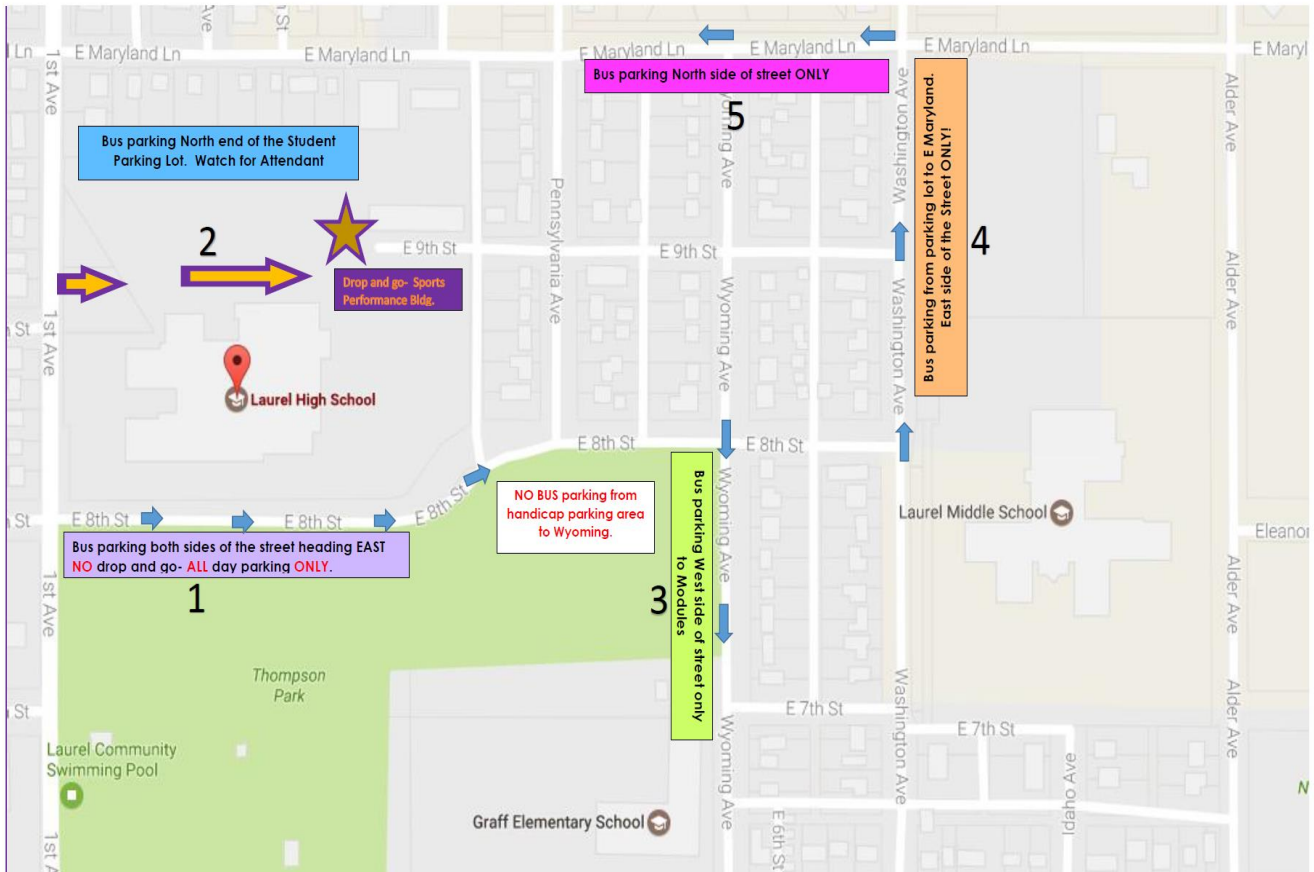 Ln
1st Ave
E Maryland Ln
Ave
St
E Maryland Ln
E Maryland Ln
E Maryland Ln
E Maryland Ln
E Maryl
Bus parking North side of street ONLY
5
Bus parking North end of the Student
Parking Lot. Watch for Attendant
2
Drop and go- Sports
Performance Bldg.
E 9th St
E 9th St
Pennsylvania Ave
Wyoming Ave
Wyoming Ave
Washington Ave
Washington Ave
Bus parking from parking lot to E Maryland.
East side of the Street ONLY!
4
Alder Ave
Alder Ave
St
1st Ave
Laurel High School
E 8th St
E 8th St
E 8th St
E 8th St
E 8th St
St
NO BUS parking from
handicap parking area
to Wyoming.
Bus parking both sides of the street heading EAST
NO drop and go- ALL day parking ONLY.
1
Bus parking West side of street only
to Modules
3
Wyoming Ave
Laurel Middle School
Eleanor
1st Ave
Thompson
Park
Alder Ave
Alder Ave
St
E 7th St
E 7th St
Washington Ave
Wyoming Ave
Laurel Community
Swimming Pool
Graff Elementary School
E 6th St
Idaho Ave
N
1st A